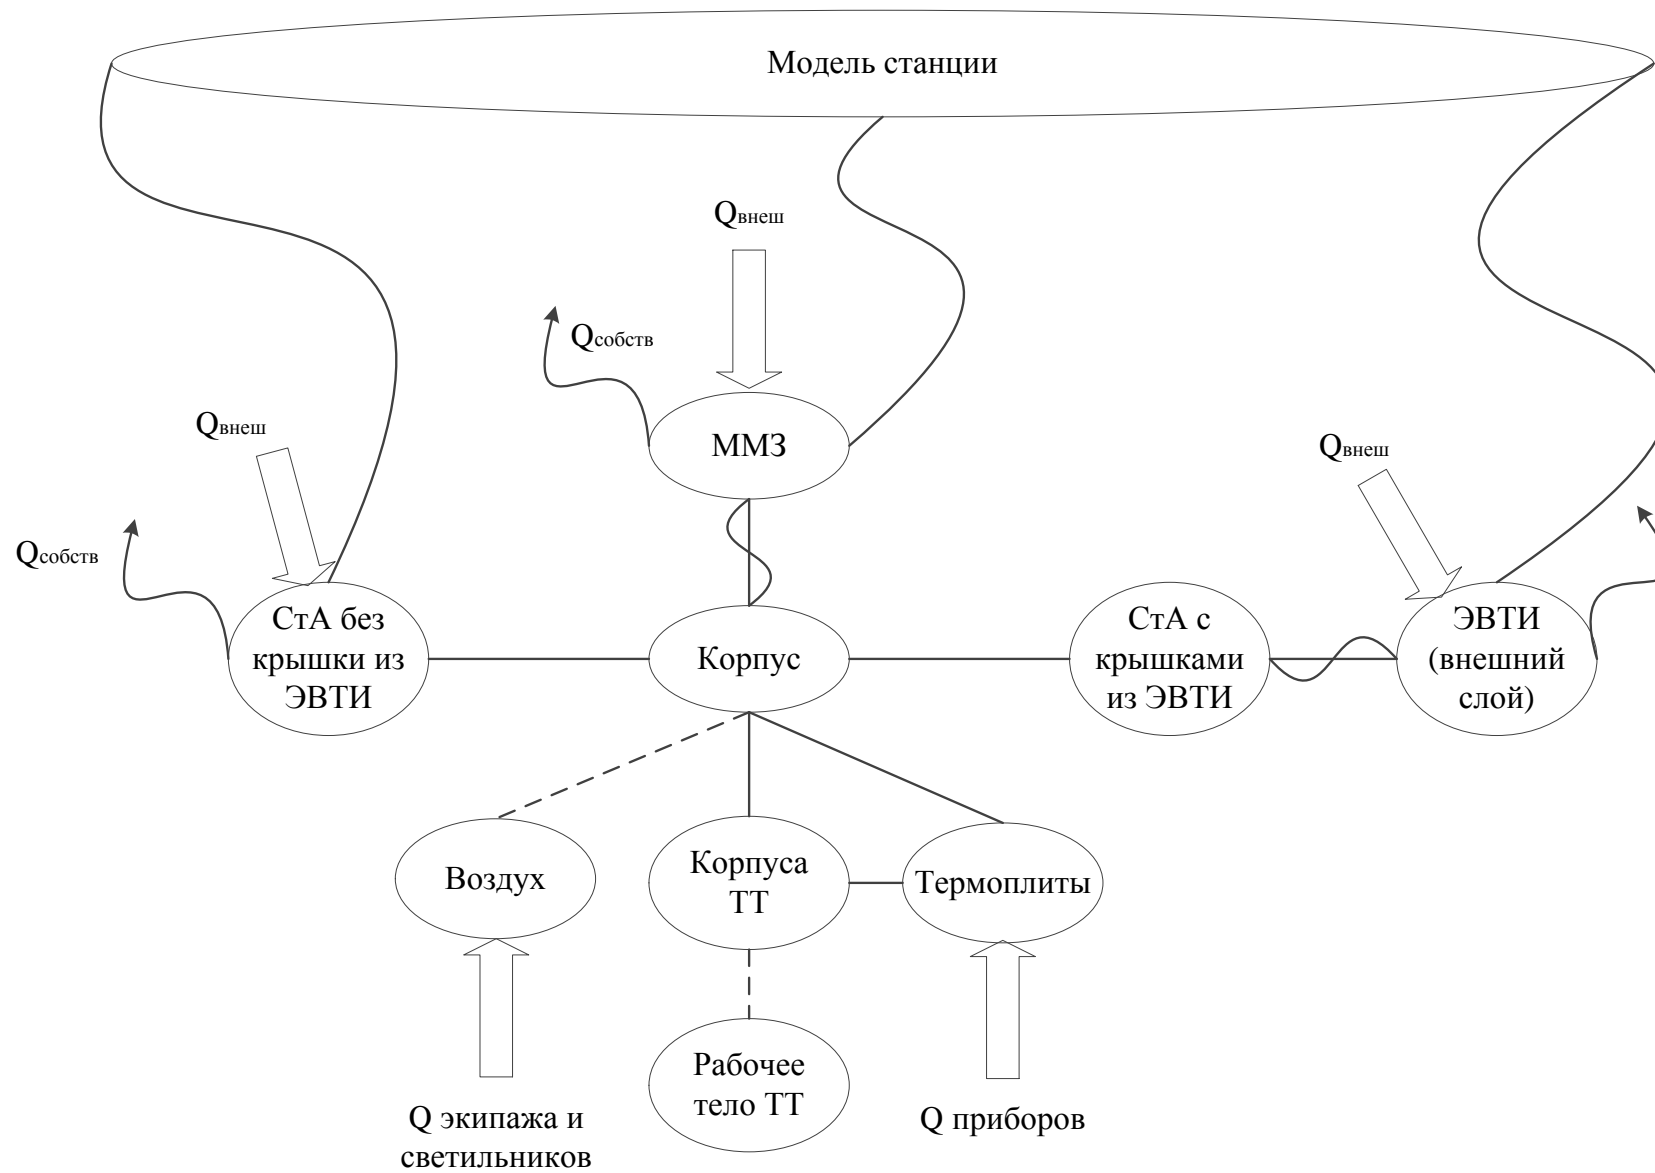 Модель станции
Qвнеш
Qсобств
Qвнеш
ММЗ
Qвнеш
Qсобств
СтА без
крышки из
ЭВТИ
Корпус
СтА с
крышками
из ЭВТИ
ЭВТИ
(внешний
слой)
Воздух
Корпуса
ТТ
Термоплиты
Рабочее
тело ТТ
Q экипажа и
светильников
Q приборов